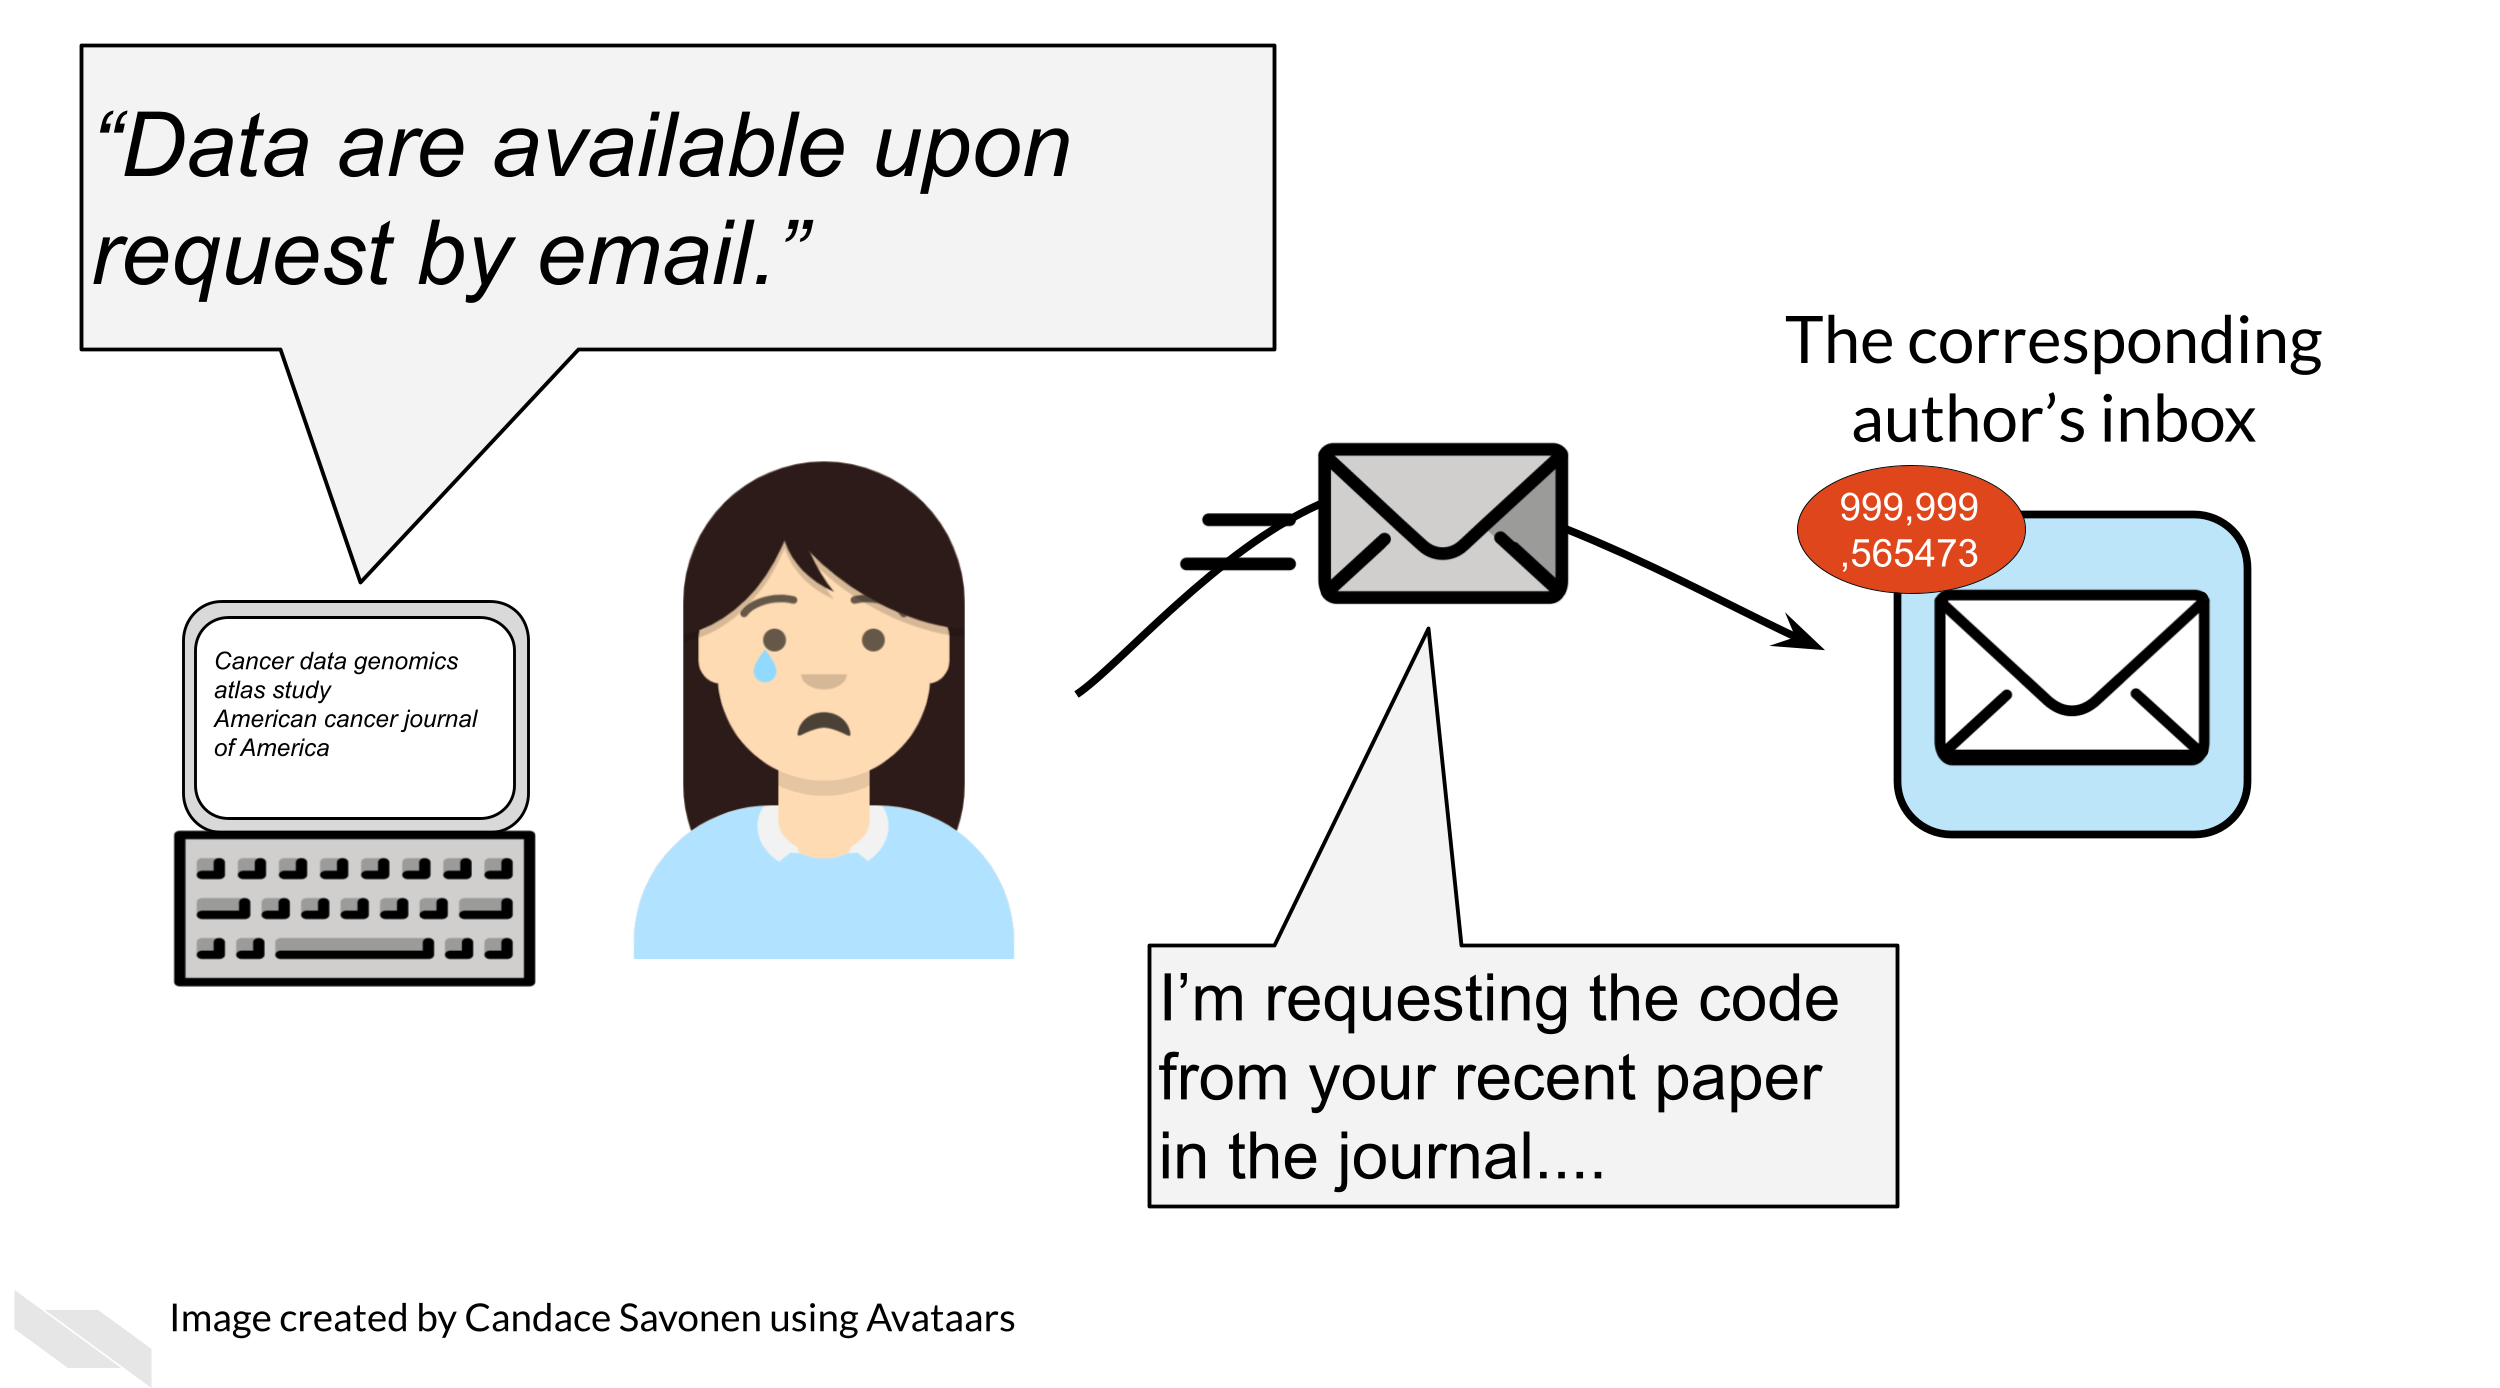 “Data are available upon
request by email.”
The corresponding
author’s inbox
999,999
,565473
Cancer data genomics
atlas study
American cancer journal
of America
I’m requesting the code
from your recent paper
in the journal....
Image created by Candace Savonen using Avataars